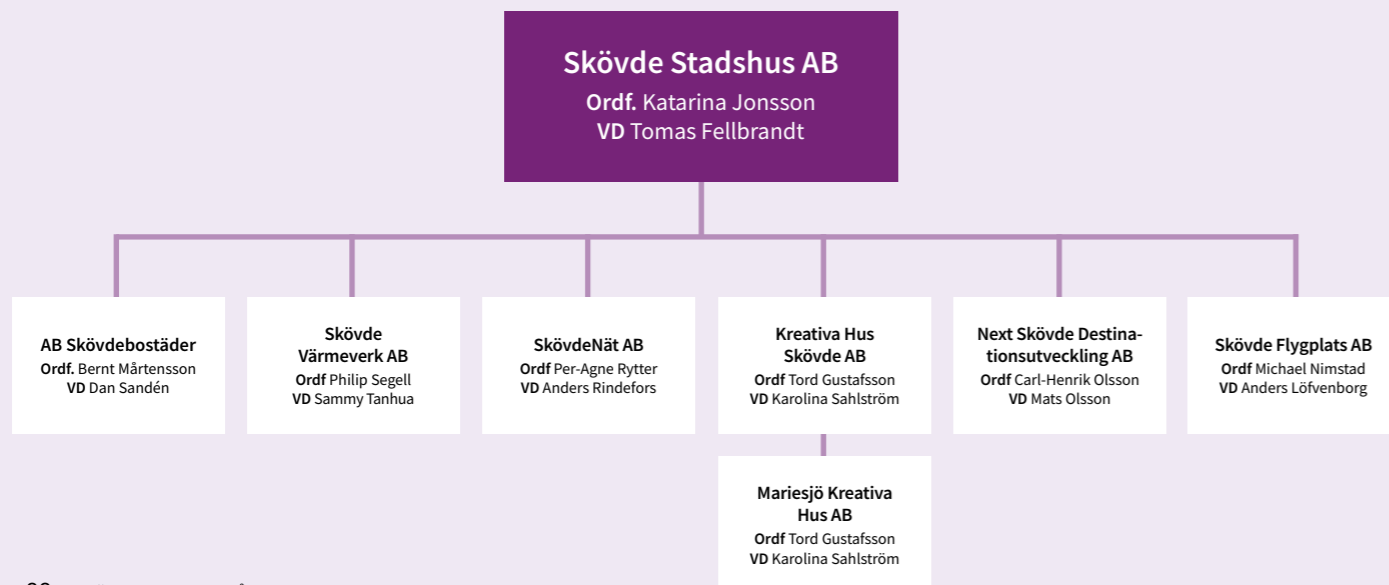 Skövde Stadshus AB
Ordf. Katarina Jonsson
VD Tomas Fellbrandt
AB Skövdebostäder
Ordf. Bernt Mårtensson
VD Dan Sandén
Skövde
Värmeverk AB
Ordf Philip Segell
VD Sammy Tanhua
SkövdeNät AB
Ordf Per-Agne Rytter
VD Anders Rindefors
Kreativa Hus
Skövde AB
Ordf Tord Gustafsson
VD Karolina Sahlström
Next Skövde Destina-
tionsutveckling AB
Ordf Carl-Henrik Olsson
VD Mats Olsson
Skövde Flygplats AB
Ordf Michael Nimstad
VD Anders Löfvenborg
Mariesjö Kreativa
Hus AB
Ordf Tord Gustafsson
VD Karolina Sahlström